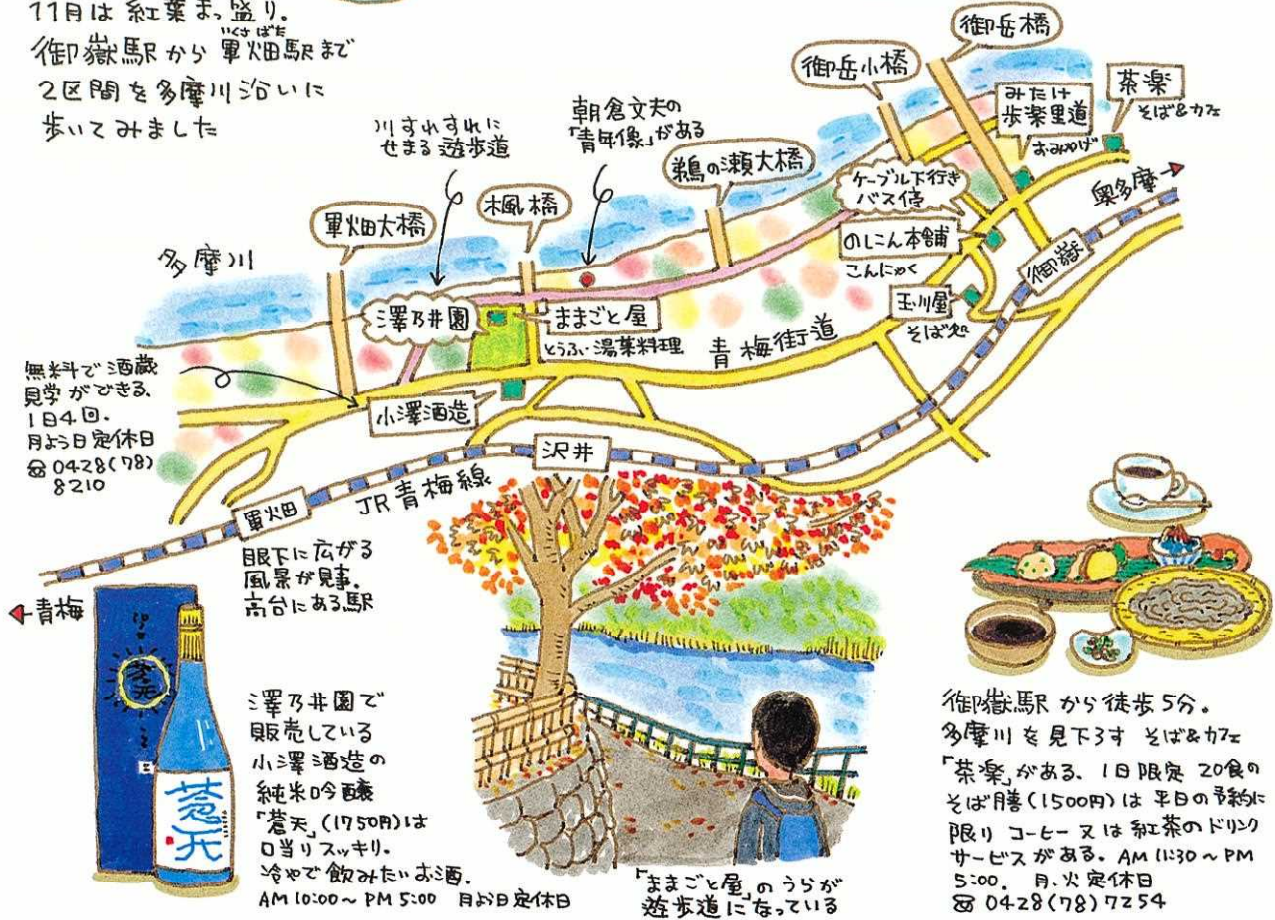 11月は紅葉まっ盛り.
御嶽駅から軍畑駅まで
いくさばた
2区間を多摩川沿いに
歩いてみました
御岳橋
御岳小橋
茶楽
そば&カフェ
みたけ
歩楽里道
おみやげ
川すれすれに
せまる遊歩道
朝倉文夫の
「青年像」がある
鵜の瀬大橋
ケーブル下行き
バス停
奥多摩
楓橋
軍畑大橋
多摩川
のしこん本舗
こんにゃく
御嶽
玉川屋
そば処
澤乃井園
ままごと屋
とうふ・湯葉料理
青梅街道
無料で酒蔵
見学ができる.
1日4回.
月よう日定休日
☎0428(78)
8210
小澤酒造
沢井
JR青梅線
軍畑
眼下に広がる
風景が見事.
高台にある駅
青梅
蒼天
蒼天
澤乃井園で
販売している
小澤酒造の
純米吟醸
「蒼天」(1750円)は
口当りスッキリ.
冷やで飲みたいお酒.
AM 10:00~PM 5:00 月よう日定休日
「ままごと屋」のうらが
遊歩道になっている
御嶽駅から徒歩5分。
多摩川を見下ろす そば&カフェ
「茶楽」がある、1日限定 20食の
そば膳(1500円)は平日の予約に
限り コーヒー又は紅茶のドリンク
サービスがある。AM 11:30~PM
5:00. 月、火定休日
☎0428(78)7254